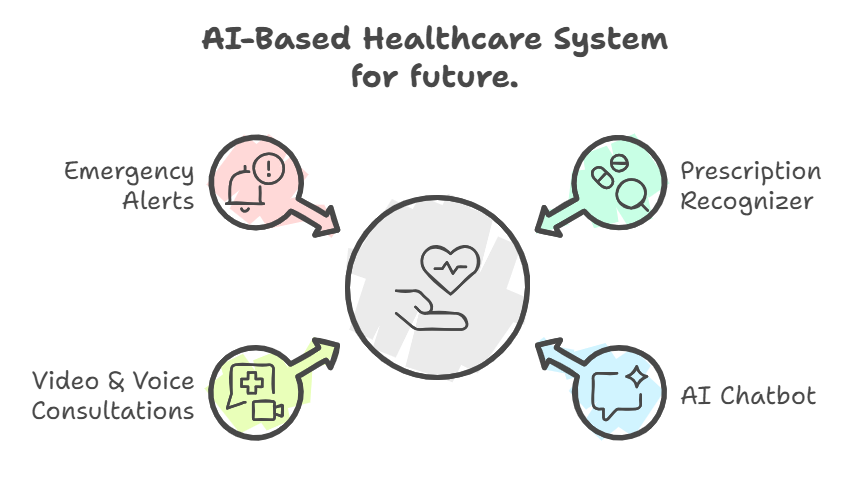 AI-Based Healthcare System
for future.
Emergency
Alerts
Prescription
Recognizer
Video & Voice
Consultations
AI Chatbot